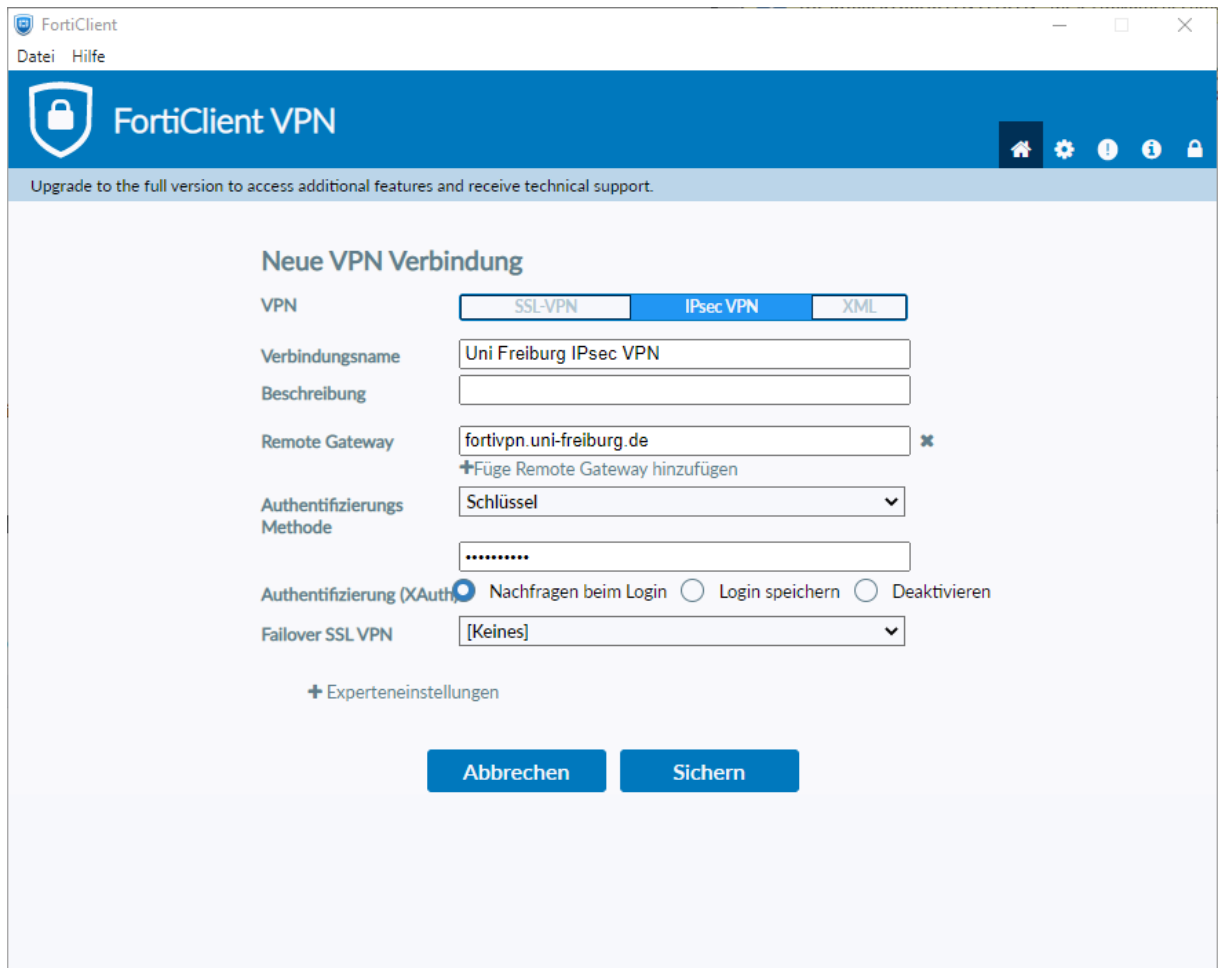 FortiClient
Datei Hilfe
FortiClient VPN
Upgrade to the full version to access additional features and receive technical support.
Neue VPN Verbindung
VPN SSL-VPN IPsec VPN XML
Verbindungsname Uni Freiburg IPsec VPN
Beschreibung
Remote Gateway fortivpn.uni-freiburg.de
+Füge Remote Gateway hinzufügen
Authentifizierungs Schlüssel
Methode
••••••••••
Authentifizierung (XAuth) Nachfragen beim Login Login speichern Deaktivieren
Failover SSL VPN [Keines]
+ Experteneinstellungen
Abbrechen Sichern